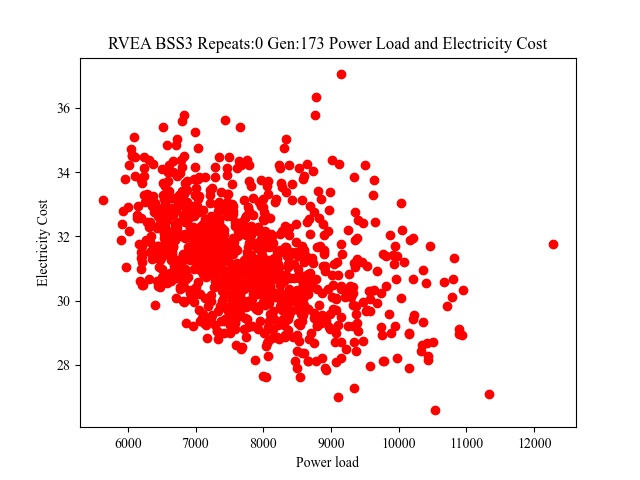 RVEA BSS3 Repeats:0 Gen:173 Power Load and Electricity Cost
Electricity Cost
36
34
32
30
28
6000 7000 8000 9000 10000 11000 12000
Power load